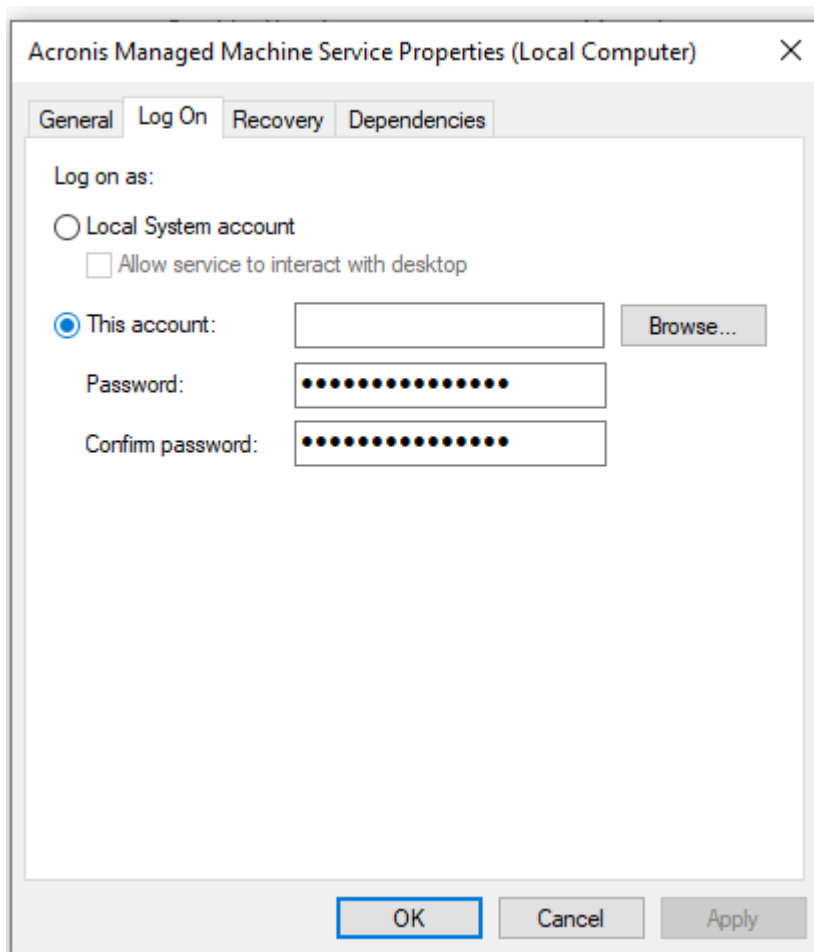 Acronis Managed Machine Service Properties (Local Computer)
General Log On Recovery Dependencies
Log on as:
Local System account
Allow service to interact with desktop
This account: Browse...
Password: •••••••••••••••
Confirm password: •••••••••••••••
OK Cancel Apply